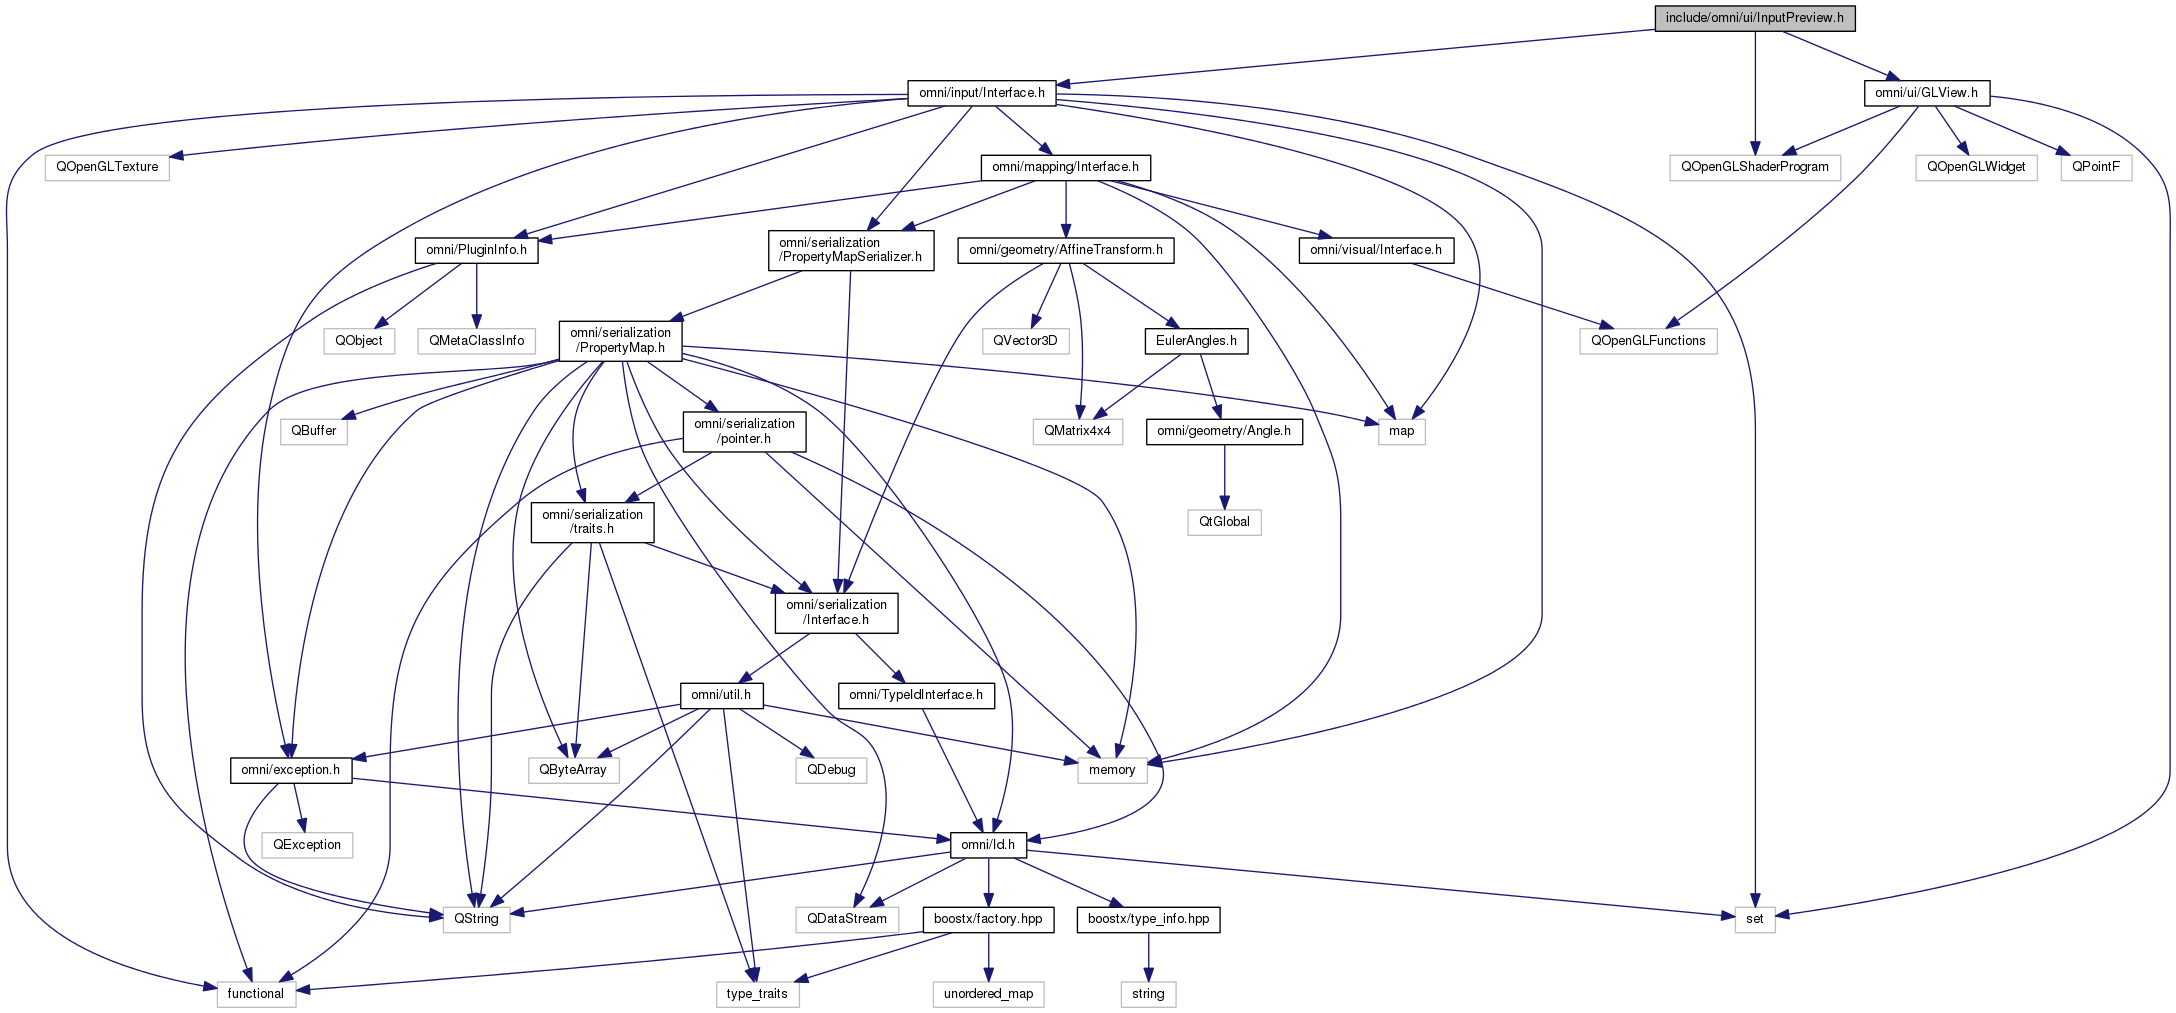 include/omni/ui/InputPreview.h
omni/input/Interface.h
omni/ui/GLView.h
QOpenGLTexture
omni/mapping/Interface.h
QOpenGLShaderProgram
QOpenGLWidget
QPointF
omni/PluginInfo.h
omni/serialization
/PropertyMapSerializer.h
omni/geometry/AffineTransform.h
omni/visual/Interface.h
QObject
QMetaClassInfo
omni/serialization
/PropertyMap.h
QVector3D
EulerAngles.h
QOpenGLFunctions
QBuffer
omni/serialization
/pointer.h
QMatrix4x4
omni/geometry/Angle.h
map
omni/serialization
/traits.h
QtGlobal
omni/serialization
/Interface.h
omni/util.h
omni/TypeIdInterface.h
omni/exception.h
QByteArray
QDebug
memory
QException
omni/Id.h
QString
QDataStream
boostx/factory.hpp
boostx/type_info.hpp
set
functional
type_traits
unordered_map
string